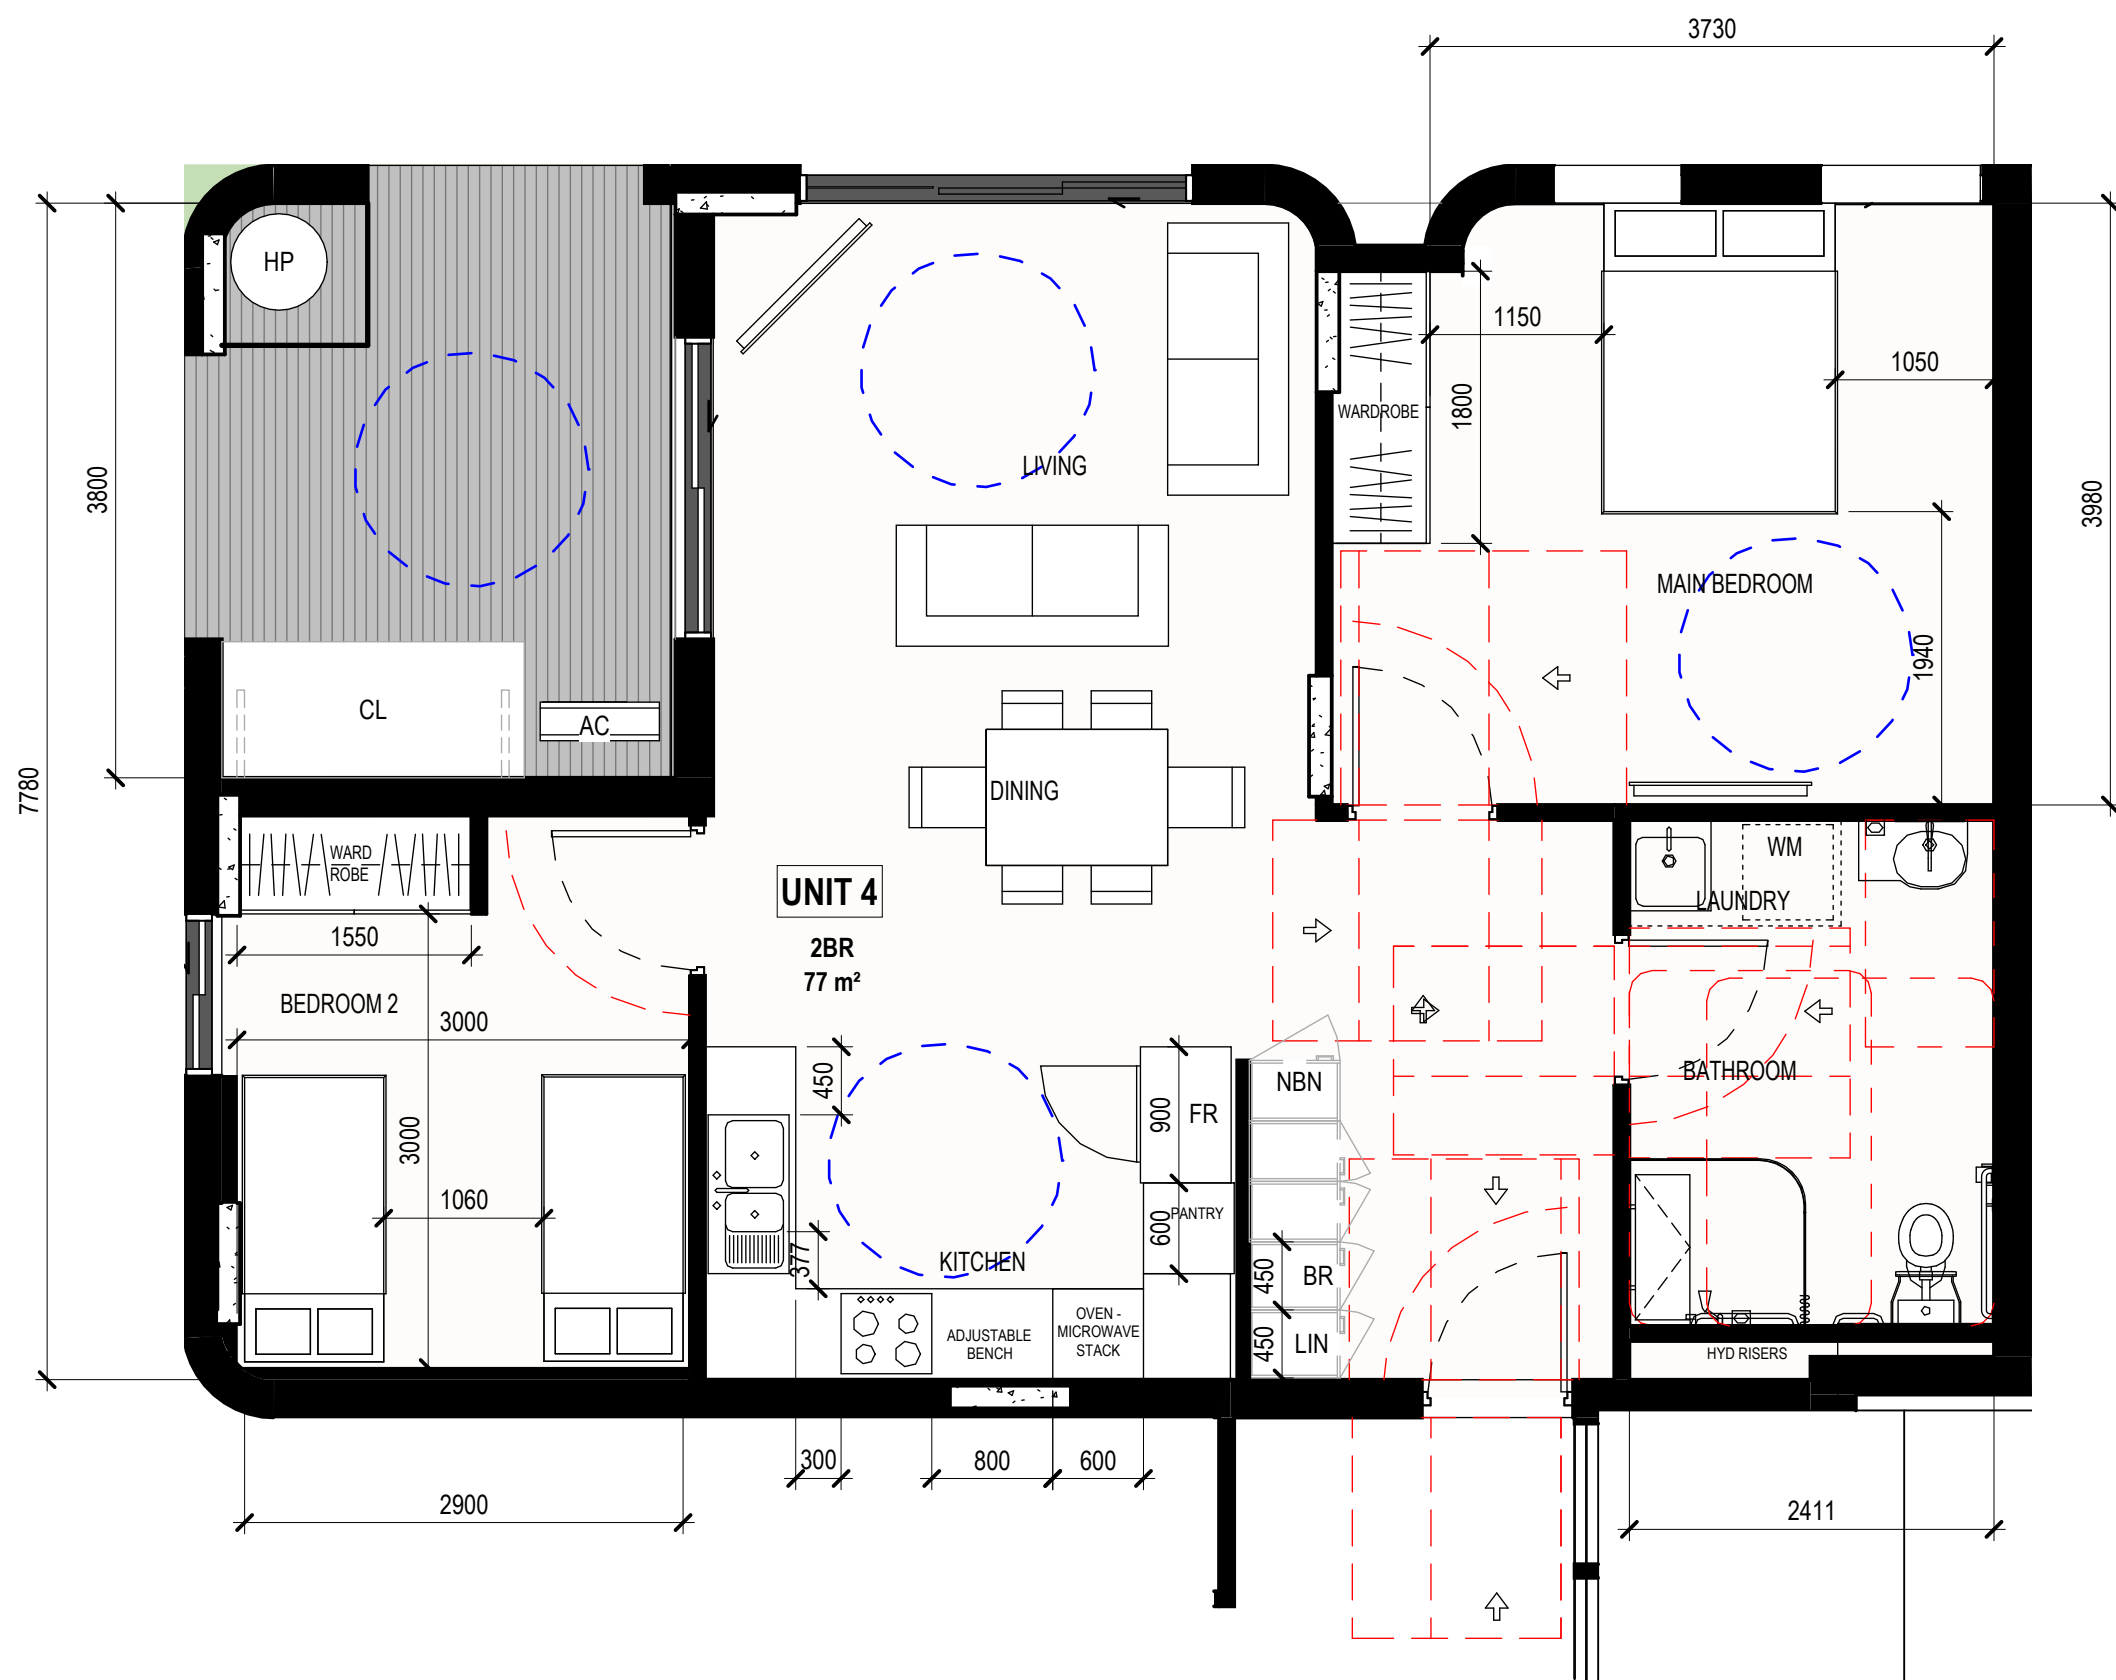 3730
HP
1150
1050
WARDROBE
1800
LIVING
3800
3980
MAIN BEDROOM
1940
CL
AC
7780
DINING
WARD
ROBE
WM
UNIT 4
LAUNDRY
1550
2BR
77 m²
BEDROOM 2
3000
450
NBN
BATHROOM
900
FR
3000
1060
600
PANTRY
377
KITCHEN
450
BR
OVEN -
MICROWAVE
STACK
ADJUSTABLE
BENCH
450
LIN
HYD RISERS
300
800
600
2900
2411